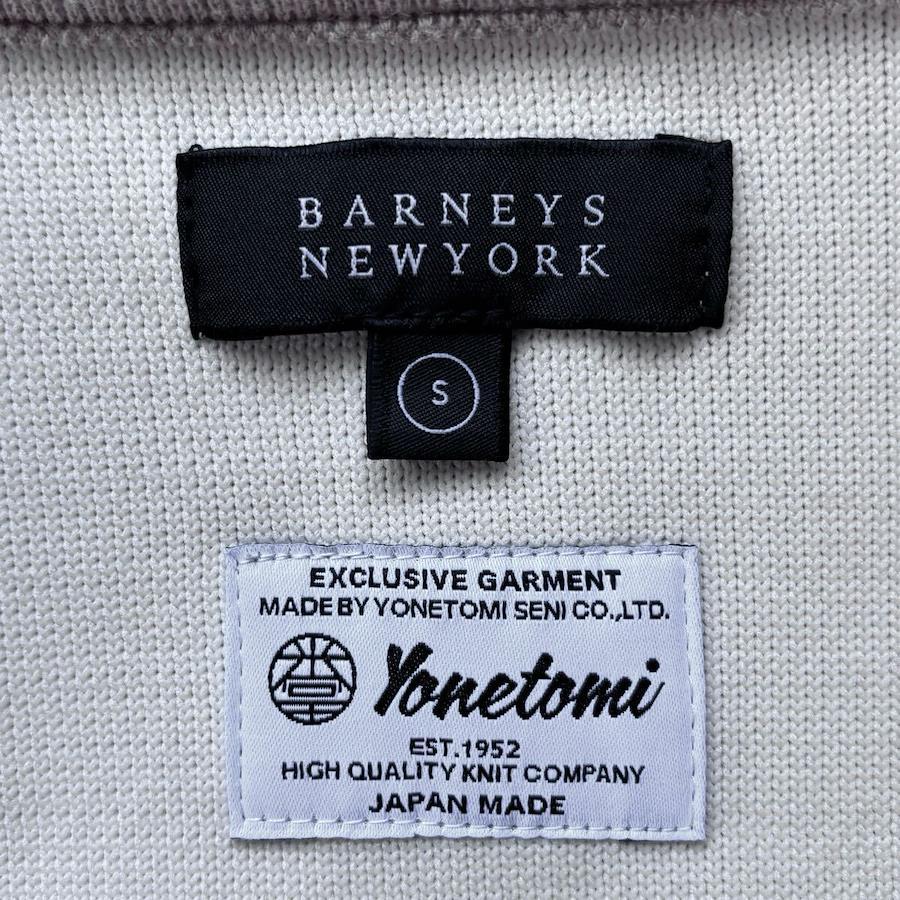 BARNEYS
NEWYORK
S
EXCLUSIVE GARMENT
MADE BY YONETOMI SENI CO.,LTD.
Yonetomi
EST.1952
HIGH QUALITY KNIT COMPANY
JAPAN MADE